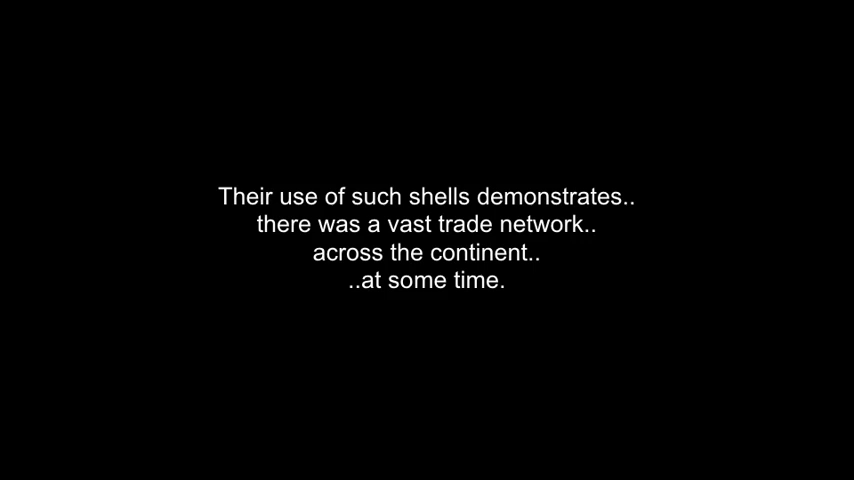 Their use of such shells demonstrates..
there was a vast trade network..
across the continent..
..at some time.